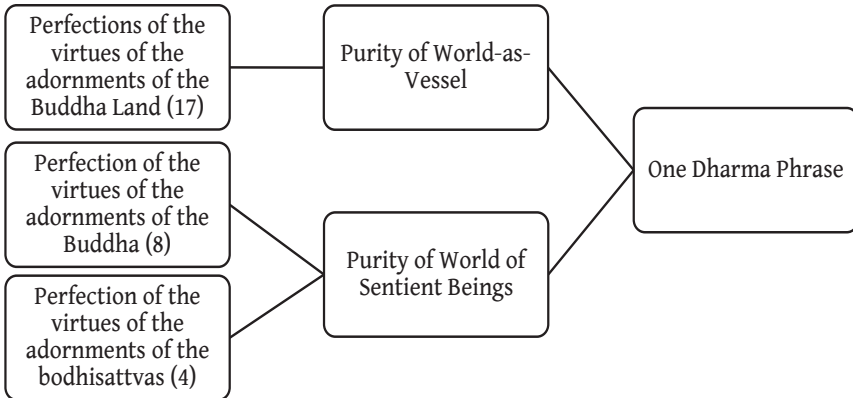 Perfections of the
virtues of the
adornments of the
Buddha Land (17)
Purity of World-as-
Vessel
One Dharma Phrase
Perfection of the
virtues of the
adornments of the
Buddha (8)
Purity of World of
Sentient Beings
Perfection of the
virtues of the
adornments of the
bodhisattvas (4)